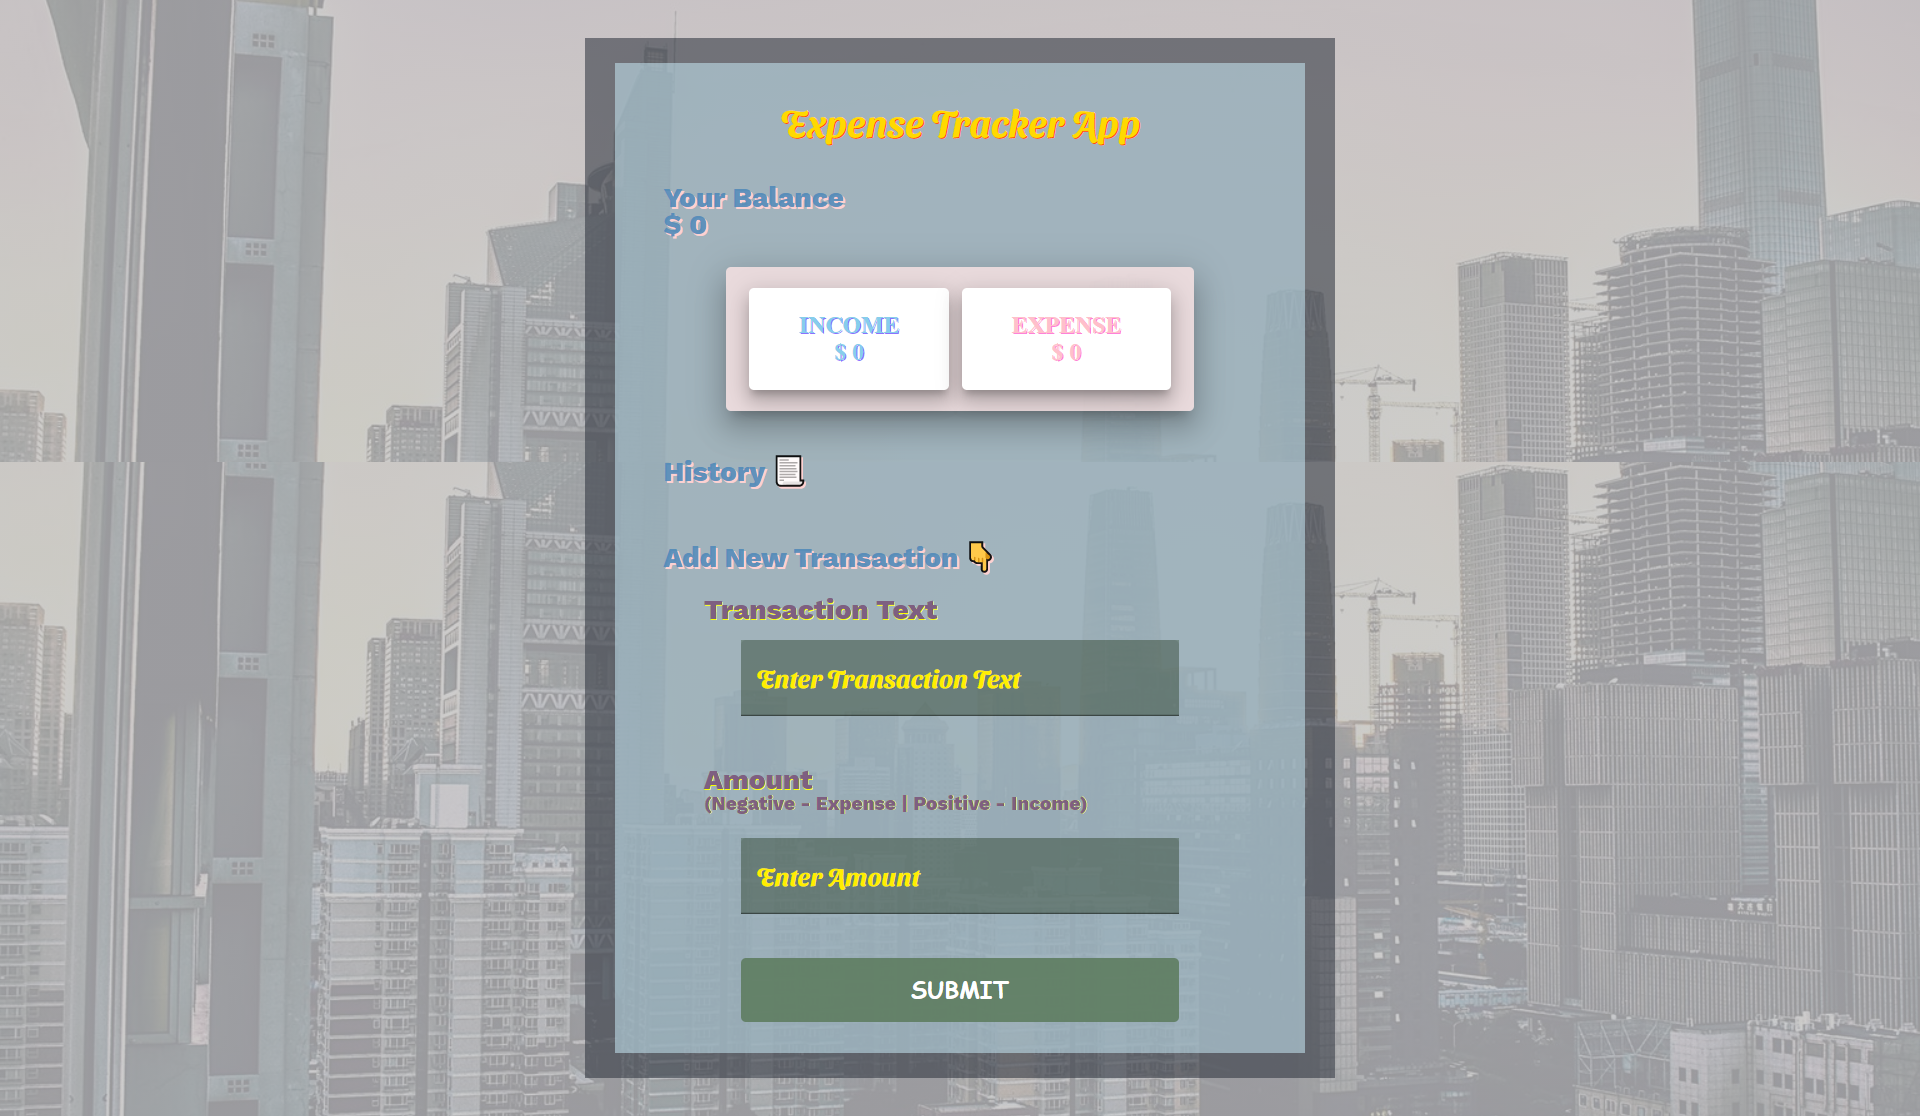 Expense Tracker App
Your Balance
$ 0
INCOME
$ 0
EXPENSE
$ 0
History 📜
Add New Transaction 👇
Transaction Text
Enter Transaction Text
Amount
(Negative - Expense | Positive - Income)
Enter Amount
SUBMIT